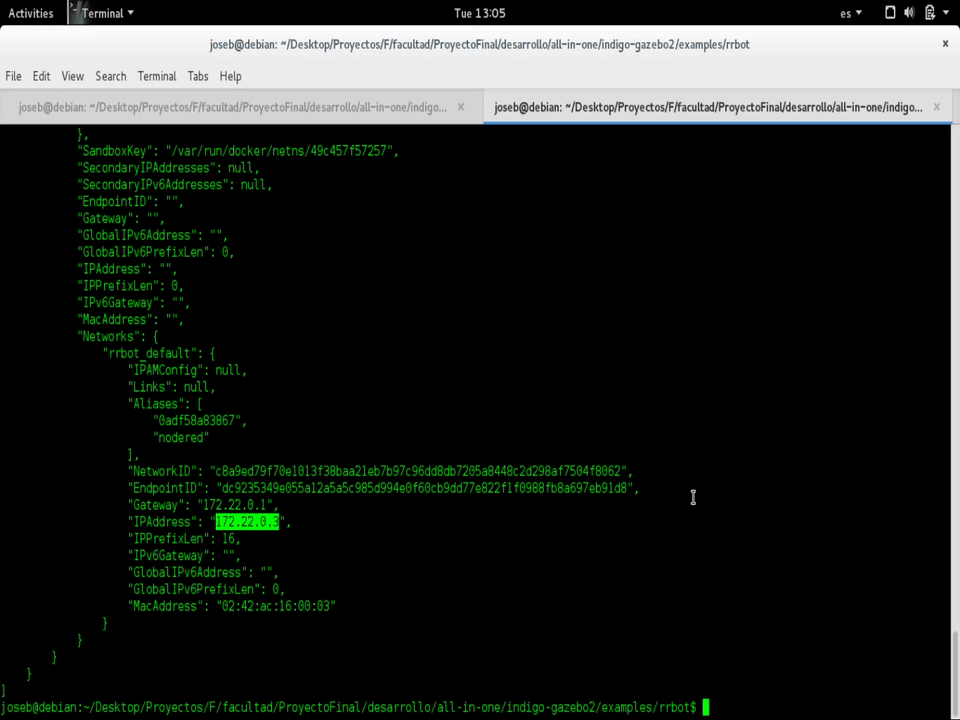 Activities Terminal Tue 13:05 es
joseb@debian: ~/Desktop/Proyectos/F/facultad/ProyectoFinal/desarrollo/all-in-one/indigo-gazebo2/examples/rrbot ×
File Edit View Search Terminal Tabs Help
joseb@debian: ~/Desktop/Proyectos/F/facultad/ProyectoFinal/desarrollo/all-in-one/indigo... × joseb@debian: ~/Desktop/Proyectos/F/facultad/ProyectoFinal/desarrollo/all-in-one/indigo... ×
},
"SandboxKey": "/var/run/docker/netns/49c457f57257",
"SecondaryIPAddresses": null,
"SecondaryIPv6Addresses": null,
"EndpointID": "",
"Gateway": "",
"GlobalIPv6Address": "",
"GlobalIPv6PrefixLen": 0,
"IPAddress": "",
"IPPrefixLen": 0,
"IPv6Gateway": "",
"MacAddress": "",
"Networks": {
"rrbot_default": {
"IPAMConfig": null,
"Links": null,
"Aliases": [
"0adf58a83867",
"nodered"
],
"NetworkID": "c8a9ed79f70e1013f38baa21eb7b97c96dd8db7205a8448c2d298af7504f8062",
"EndpointID": "dc9235349e055a12a5a5c985d994e0f60cb9dd77e822f1f0988fb8a697eb91d8",
"Gateway": "172.22.0.1",
"IPAddress": "172.22.0.3",
"IPPrefixLen": 16,
"IPv6Gateway": "",
"GlobalIPv6Address": "",
"GlobalIPv6PrefixLen": 0,
"MacAddress": "02:42:ac:16:00:03"
}
}
}
}
]
joseb@debian:~/Desktop/Proyectos/F/facultad/ProyectoFinal/desarrollo/all-in-one/indigo-gazebo2/examples/rrbot$